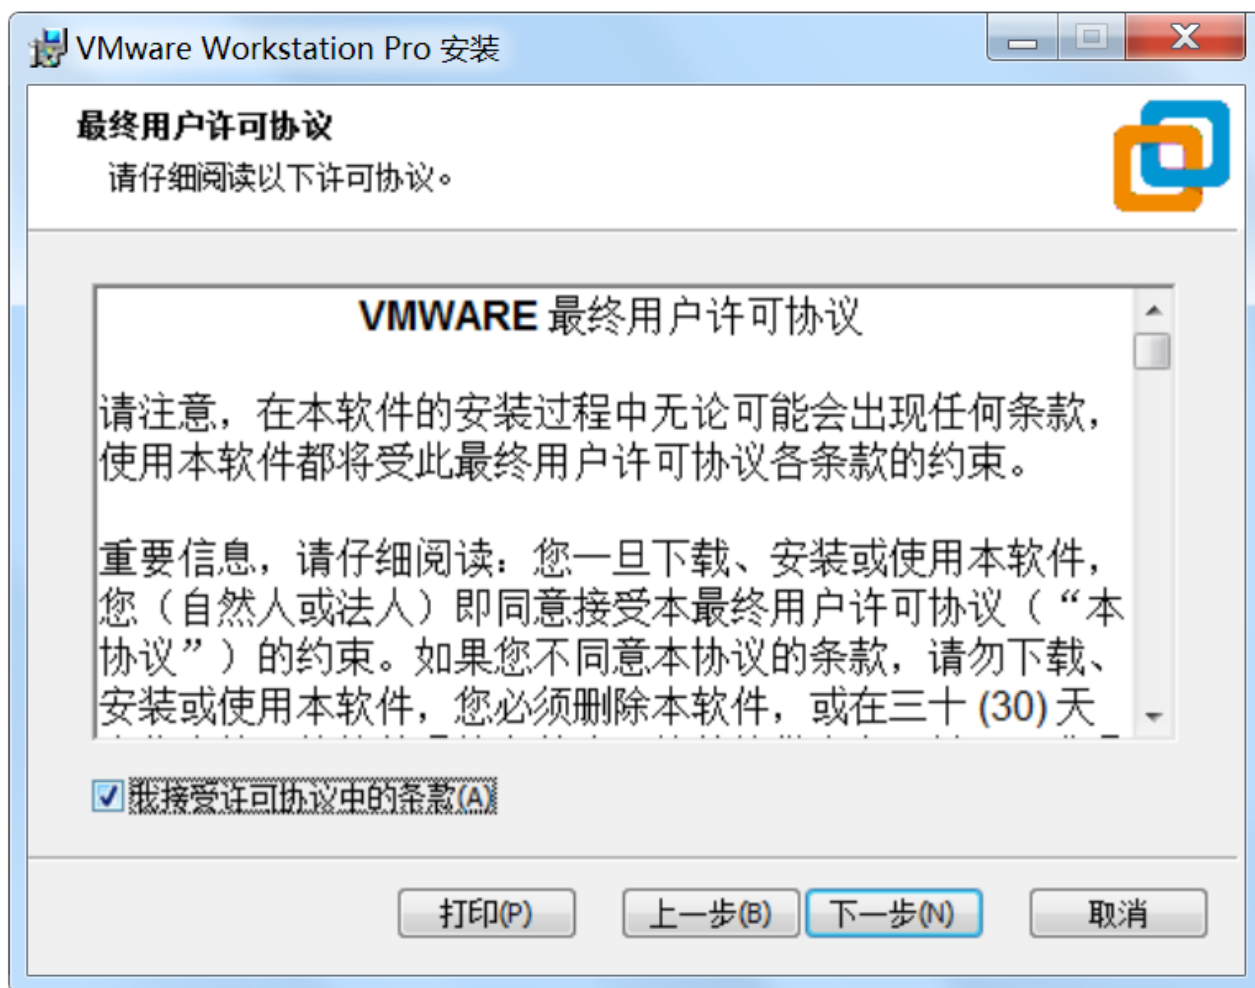 VMware Workstation Pro 安装
最终用户许可协议
请仔细阅读以下许可协议。
VMWARE 最终用户许可协议
请注意，在本软件的安装过程中无论可能会出现任何条款，
使用本软件都将受此最终用户许可协议各条款的约束。
重要信息，请仔细阅读：您一旦下载、安装或使用本软件，
您（自然人或法人）即同意接受本最终用户许可协议（“本
协议”）的约束。如果您不同意本协议的条款，请勿下载、
安装或使用本软件，您必须删除本软件，或在三十 (30) 天
我接受许可协议中的条款(A)
打印(P)
上一步(B)
下一步(N)
取消